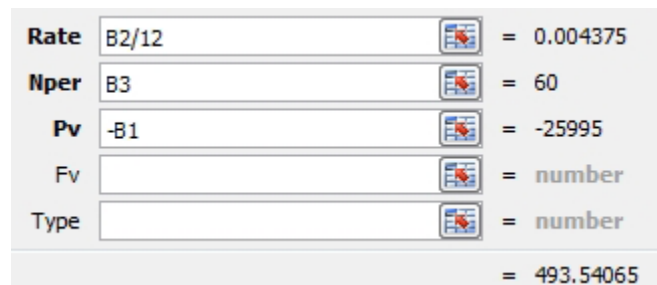 Rate B2/12 = 0.004375
Nper B3 = 60
Pv -B1 = -25995
Fv = number
Type = number
= 493.54065